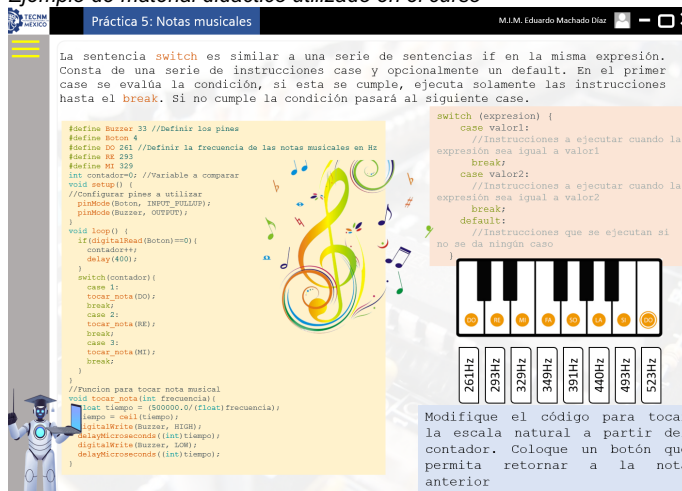 Ejemplo de material didáctico utilizado en el curso
TECNM
MÉXICO
Práctica 5: Notas musicales
M.I.M. Eduardo Machado Díaz
La sentencia switch es similar a una serie de sentencias if en la misma expresión.
Consta de una serie de instrucciones case y opcionalmente un default. En el primer
case se evalúa la condición, si esta se cumple, ejecuta solamente las instrucciones
hasta el break. Si no cumple la condición pasará al siguiente case.
#define Buzzer 33 //Definir los pines
#define Boton 4
#define DO 261 //Definir la frecuencia de las notas musicales en Hz
#define RE 293
#define MI 329
int contador=0; //Variable a comparar
void setup() {
//Configurar pines a utilizar
pinMode(Boton, INPUT_PULLUP);
pinMode(Buzzer, OUTPUT);
}
void loop() {
if(digitalRead(Boton)==0){
contador++;
delay(400);
}
switch(contador){
case 1:
tocar_nota(DO);
break;
case 2:
tocar_nota(RE);
break;
case 3:
tocar_nota(MI);
break;
}
}
//Funcion para tocar nota musical
void tocar_nota(int frecuencia){
loat tiempo = (500000.0/(float)frecuencia);
iempo = ceil(tiempo);
igitalWrite(Buzzer, HIGH);
delayMicroseconds((int)tiempo);
digitalWrite(Buzzer, LOW);
delayMicroseconds((int)tiempo);
}
switch (expresion) {
case valor1:
//Instrucciones a ejecutar cuando la
expresión sea igual a valor1
break;
case valor2:
//Instrucciones a ejecutar cuando la
expresión sea igual a valor2
break;
default:
//Instrucciones que se ejecutan si
no se da ningún caso
}
DO RE MI FA SO LA SI DO
261Hz 293Hz 329Hz 349Hz 391Hz 440Hz 493Hz 523Hz
Modifique el código para toca
la escala natural a partir de
contador. Coloque un botón qu
permita retornar a la nota
anterior